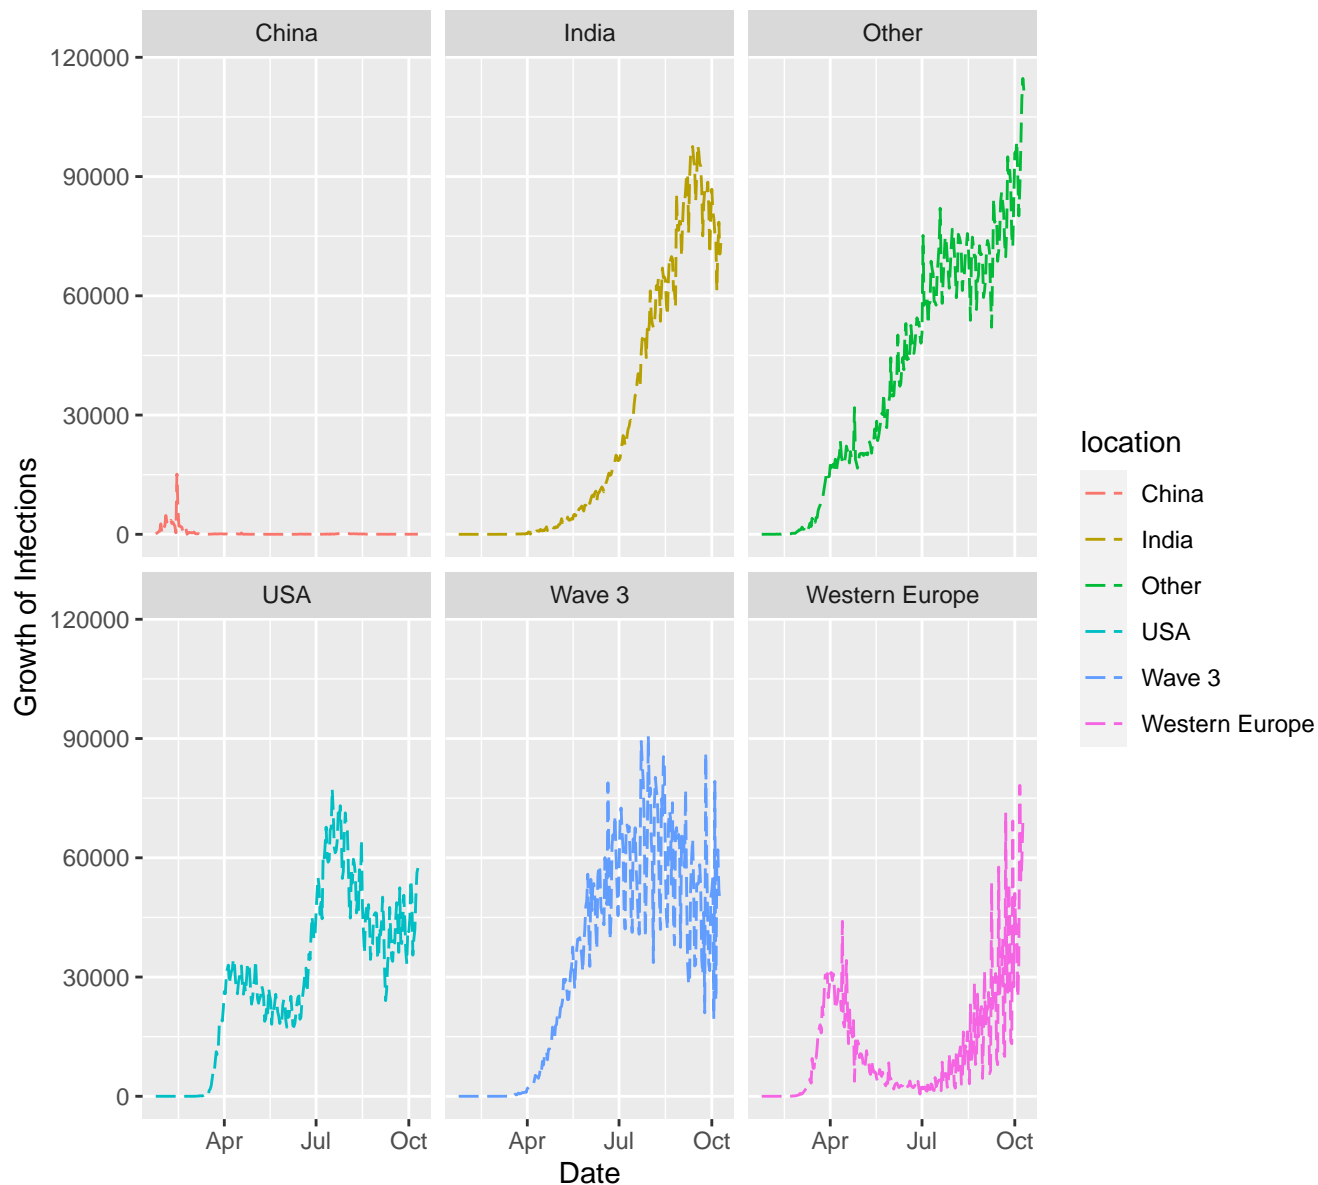 China
India
Other
120000
90000
60000
30000
0
USA
Wave 3
Western Europe
120000
90000
60000
30000
0
Apr
Jul
Oct
Apr
Jul
Oct
Apr
Jul
Oct
Date
Growth of Infections
location
China
India
Other
USA
Wave 3
Western Europe